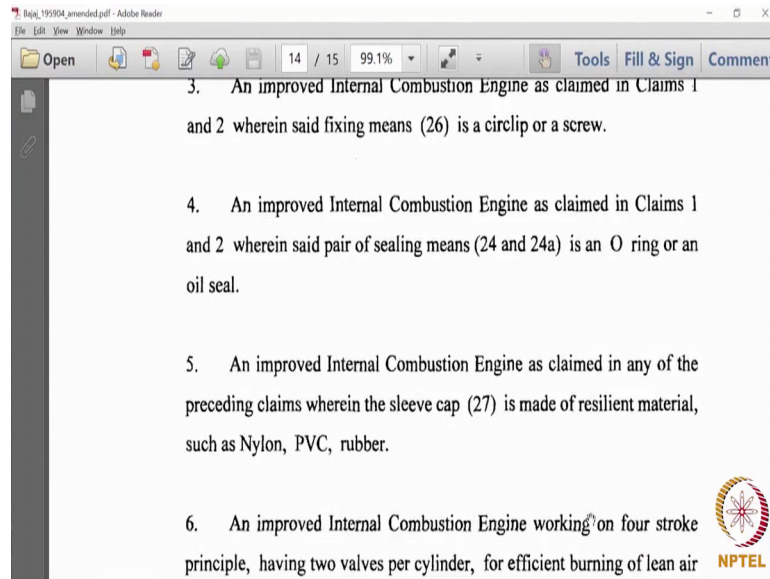 Bajaj_195904_amended.pdf - Adobe Reader
File Edit View Window Help
Open 14 / 15 99.1% Tools Fill & Sign Commen
3. An improved Internal Combustion Engine as claimed in Claims 1
and 2 wherein said fixing means (26) is a circlip or a screw.
4. An improved Internal Combustion Engine as claimed in Claims 1
and 2 wherein said pair of sealing means (24 and 24a) is an O ring or an
oil seal.
5. An improved Internal Combustion Engine as claimed in any of the
preceding claims wherein the sleeve cap (27) is made of resilient material,
such as Nylon, PVC, rubber.
6. An improved Internal Combustion Engine working on four stroke
principle, having two valves per cylinder, for efficient burning of lean air
NPTEL